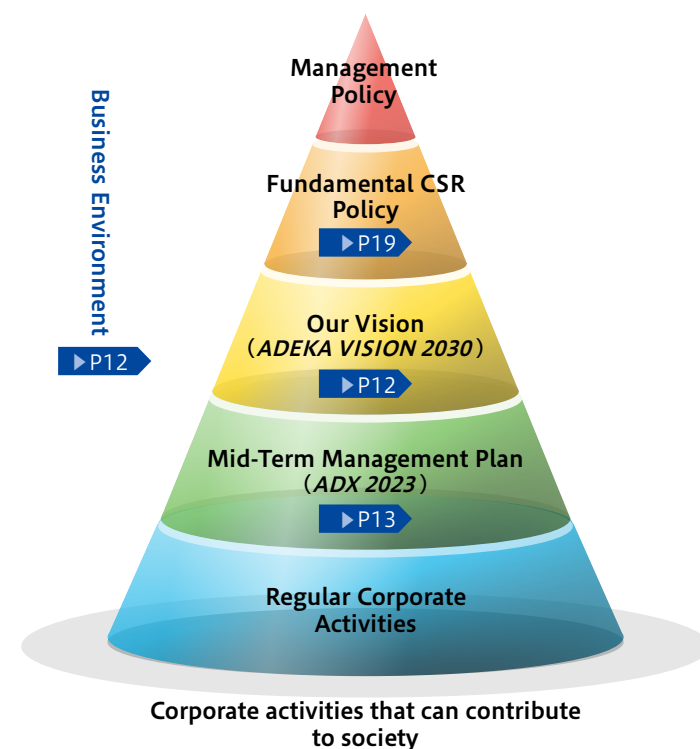 Management
Policy
Fundamental CSR
Policy
▶P19
Business Environment
▶P12
Our Vision
(ADEKA VISION 2030)
▶P12
Mid-Term Management Plan
(ADX 2023)
▶P13
Regular Corporate
Activities
Corporate activities that can contribute
to society